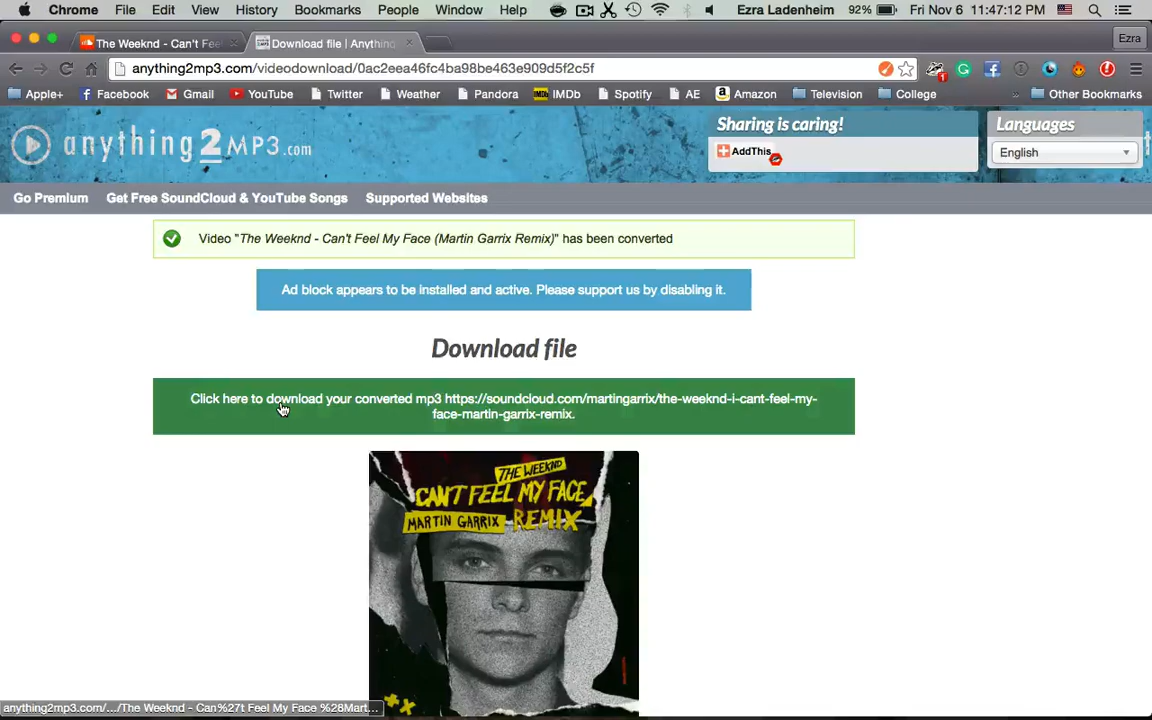 Chrome File Edit View History Bookmarks People Window Help Ezra Ladenheim 92% Fri Nov 6 11:47:12 PM
The Weeknd - Can't Fe
Download file | Anythin
Ezra
anything2mp3.com/videodownload/0ac2eea46fc4ba98be463e909d5f2c5f
1
Apple+ Facebook Gmail YouTube Twitter Weather Pandora IMDb IMDb Spotify AE Amazon Television College » Other Bookmarks
anything2MP3.com
Sharing is caring!
AddThis
Languages
English
Go Premium Get Free SoundCloud & YouTube Songs Supported Websites
Video "The Weeknd - Can't Feel My Face (Martin Garrix Remix)" has been converted
Ad block appears to be installed and active. Please support us by disabling it.
Download file
Click here to download your converted mp3 https://soundcloud.com/martingarrix/the-weeknd-i-cant-feel-my-
face-martin-garrix-remix.
THE WEEKND
CAN'T FEEL MY FACE
MARTIN GARRIX REMIX
anything2mp3.com/.../The Weeknd - Can%27t Feel My Face %28Mart...